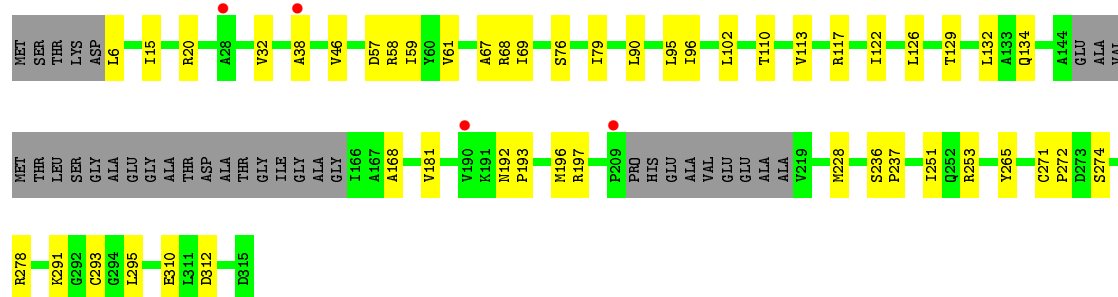 MET SER THR LYS ASP L6 I15 R20 A28 V32 A38 V46 D57 R58 I59 Y60 V61 A67 R68 I69 S76 I79 L90 L95 I96 L102 T110 V113 R117 I122 L126 T129 L132 A133 Q134 A144 GLU ALA VAL
MET THR LEU SER GLY ALA GLU GLY ALA THR ASP ALA THR GLY ILE GLY ALA GLY I166 A167 A168 V181 V190 K191 N192 P193 M196 R197 P209 PRO HIS GLU ALA VAL GLU GLU ALA ALA V219 M228 S236 P237 I251 Q252 R253 Y265 C271 P272 D273 S274
R278 K291 G292 C293 G294 L295 E310 L311 D312 D315